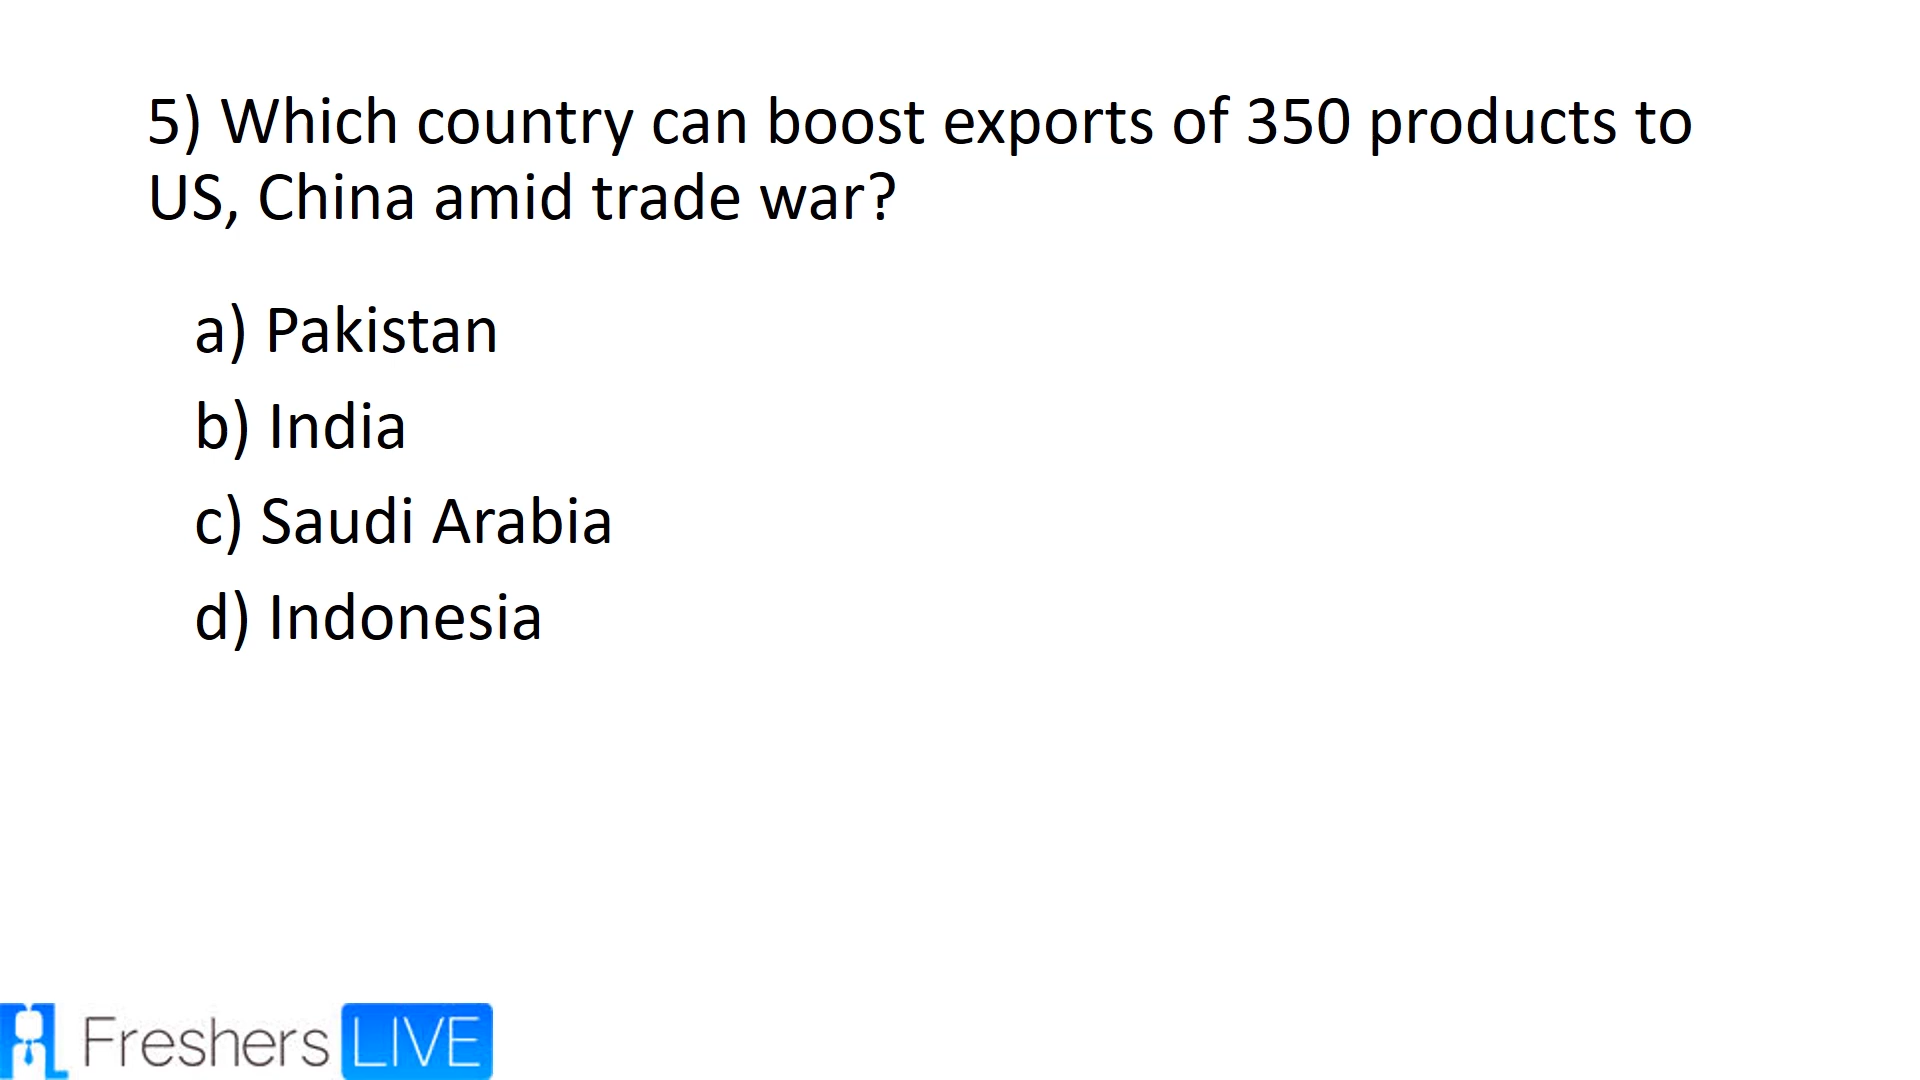 5) Which country can boost exports of 350 products to
US, China amid trade war?
a) Pakistan
b) India
c) Saudi Arabia
d) Indonesia
Freshers LIVE